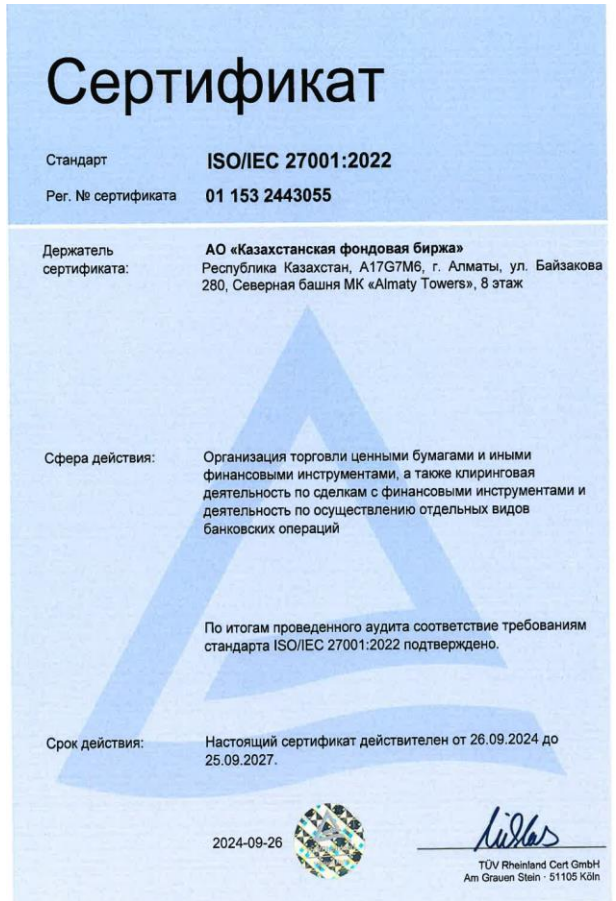 Сертификат
Стандарт ISO/IEC 27001:2022
Рег. № сертификата 01 153 2443055
Держатель АО «Казахстанская фондовая биржа»
сертификата: Республика Казахстан, A17G7M6, г. Алматы, ул. Байзакова
280, Северная башня МК «Almaty Towers», 8 этаж
Сфера действия: Организация торговли ценными бумагами и иными
финансовыми инструментами, а также клиринговая
деятельность по сделкам с финансовыми инструментами и
деятельность по осуществлению отдельных видов
банковских операций
По итогам проведенного аудита соответствие требованиям
стандарта ISO/IEC 27001:2022 подтверждено.
Срок действия: Настоящий сертификат действителен от 26.09.2024 до
25.09.2027.
2024-09-26
TÜV Rheinland Cert GmbH
Am Grauen Stein · 51105 Köln